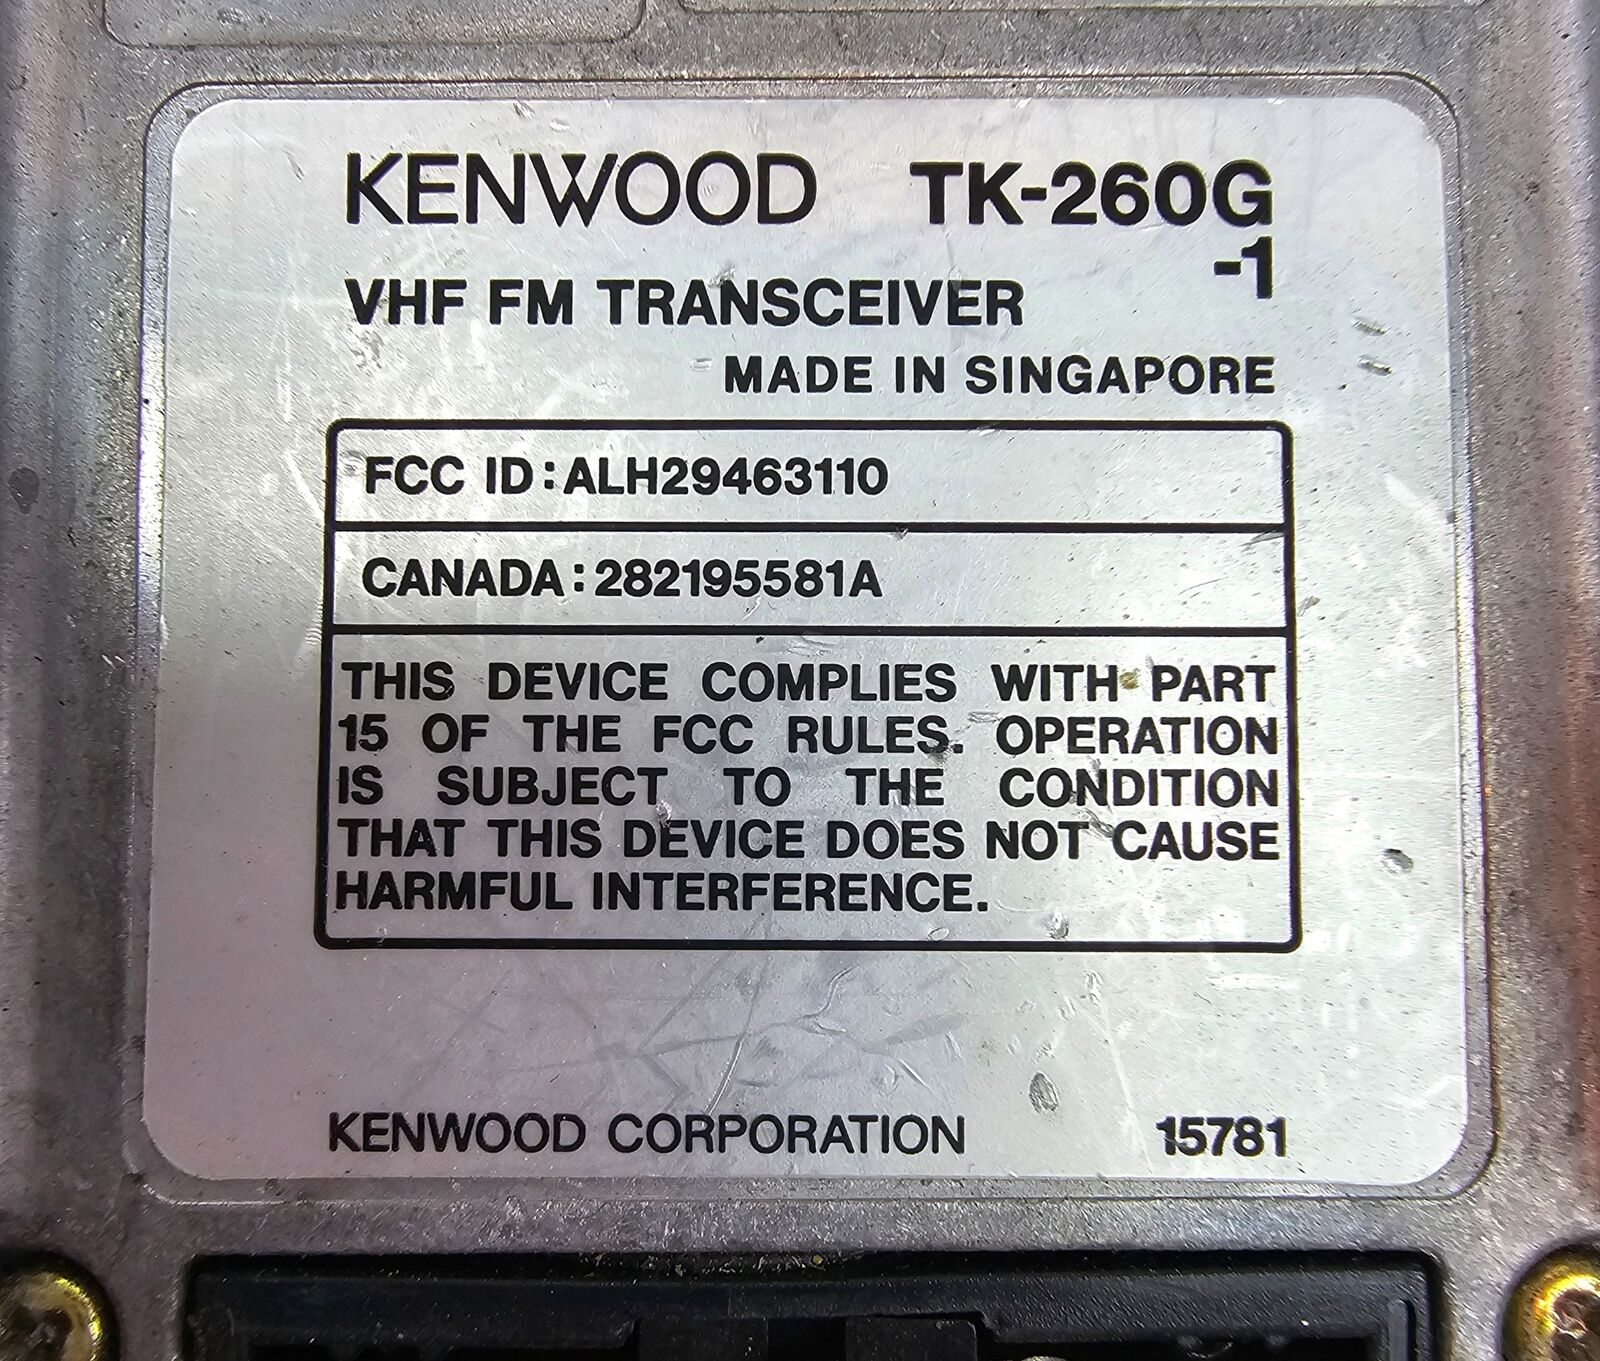 KENWOOD TK-260G
-1
VHF FM TRANSCEIVER
MADE IN SINGAPORE
FCC ID:ALH29463110
CANADA:282195581A
THIS DEVICE COMPLIES WITH PART
15 OF THE FCC RULES. OPERATION
IS SUBJECT TO THE CONDITION
THAT THIS DEVICE DOES NOT CAUSE
HARMFUL INTERFERENCE.
KENWOOD CORPORATION 15781